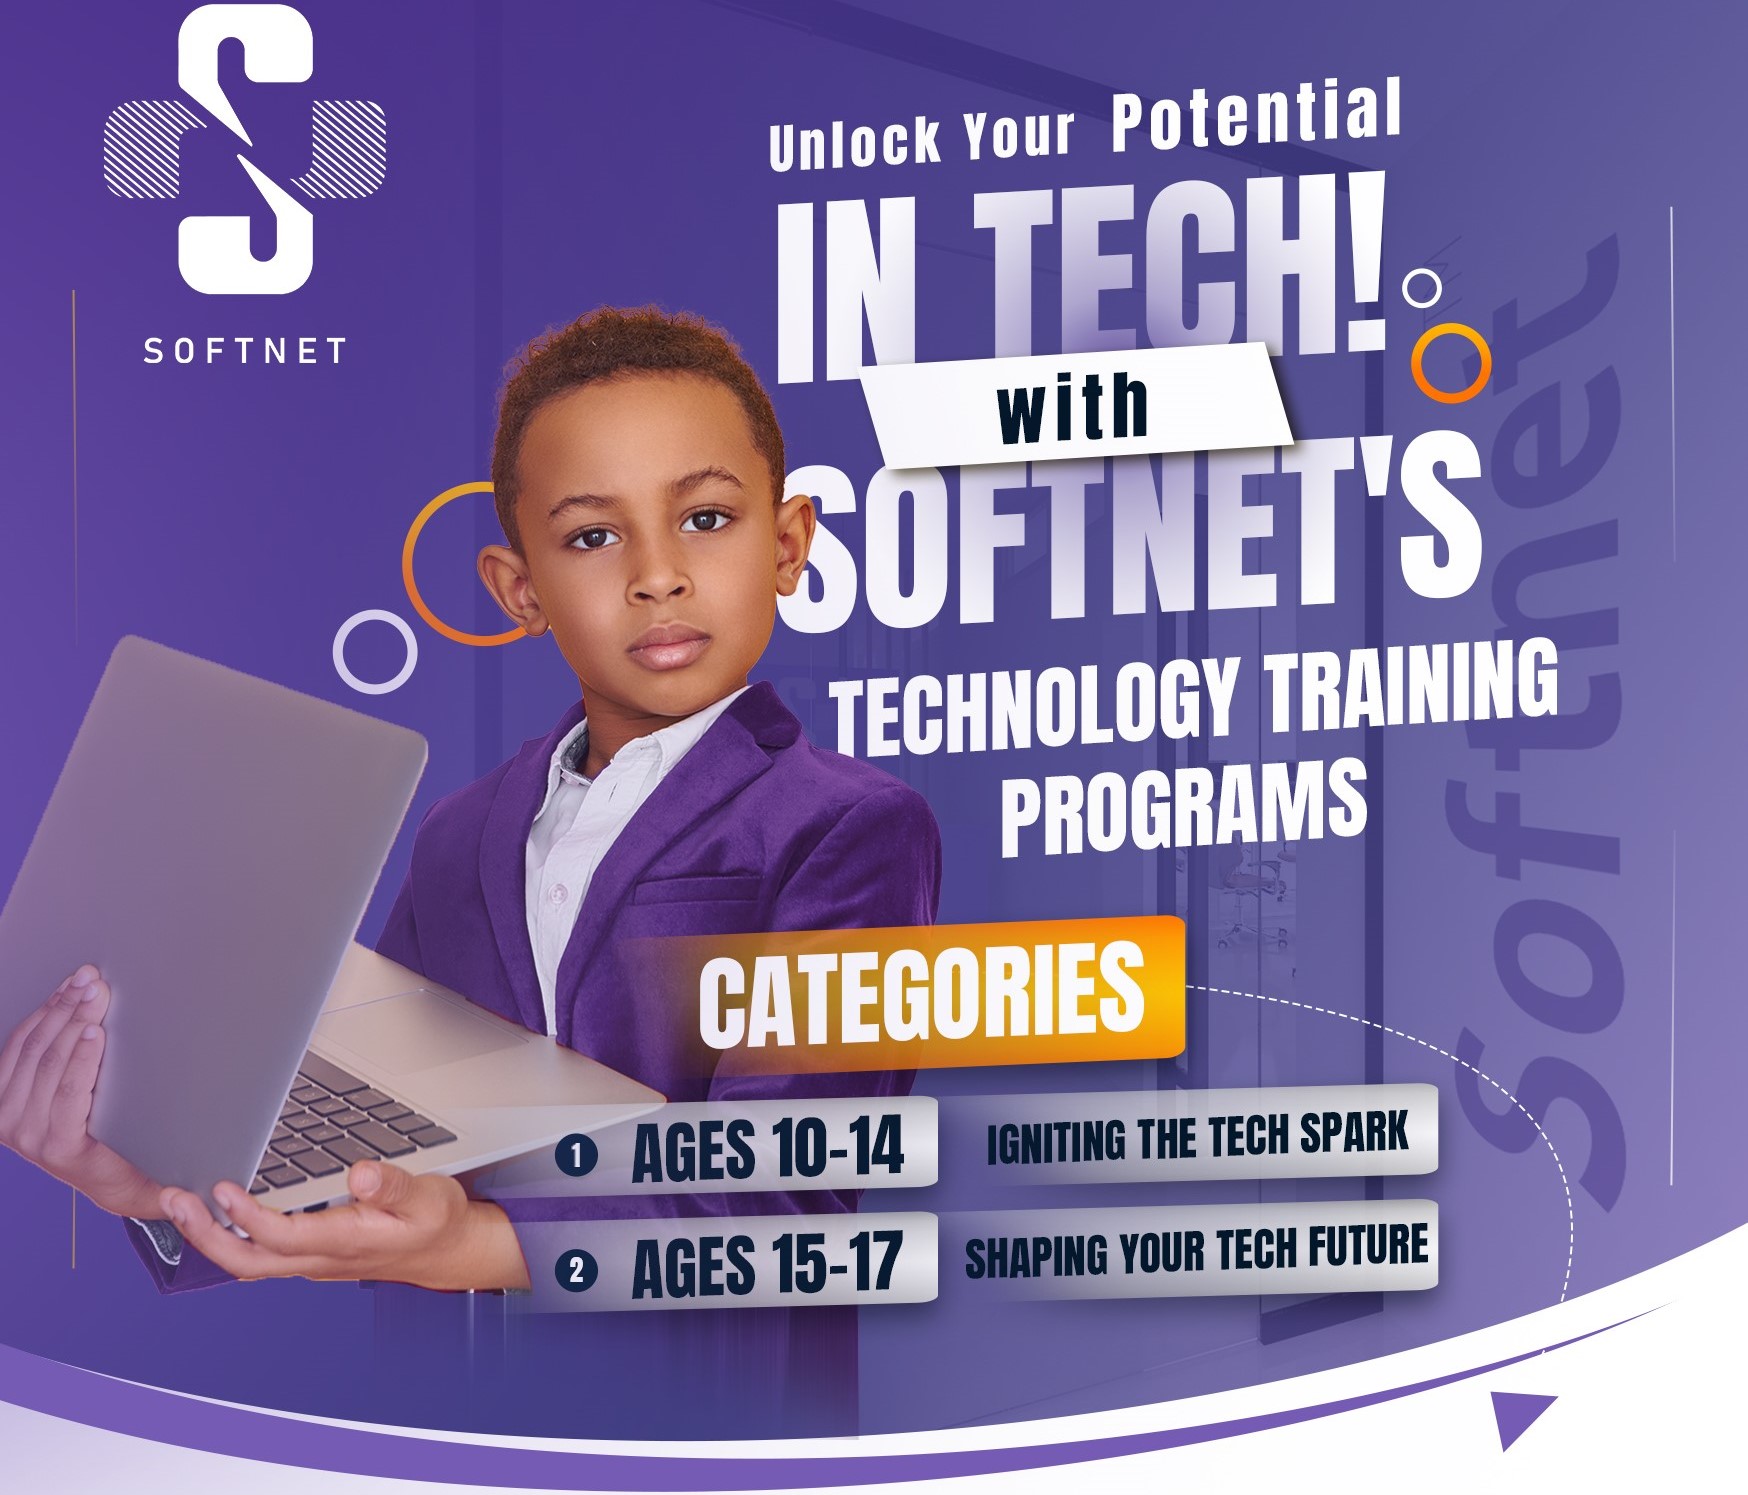 SOFTNET
Unlock Your Potential
IN TECH!
with
SOFTNET'S
TECHNOLOGY TRAINING
PROGRAMS
Softnet
CATEGORIES
1 AGES 10-14 IGNITING THE TECH SPARK
2 AGES 15-17 SHAPING YOUR TECH FUTURE